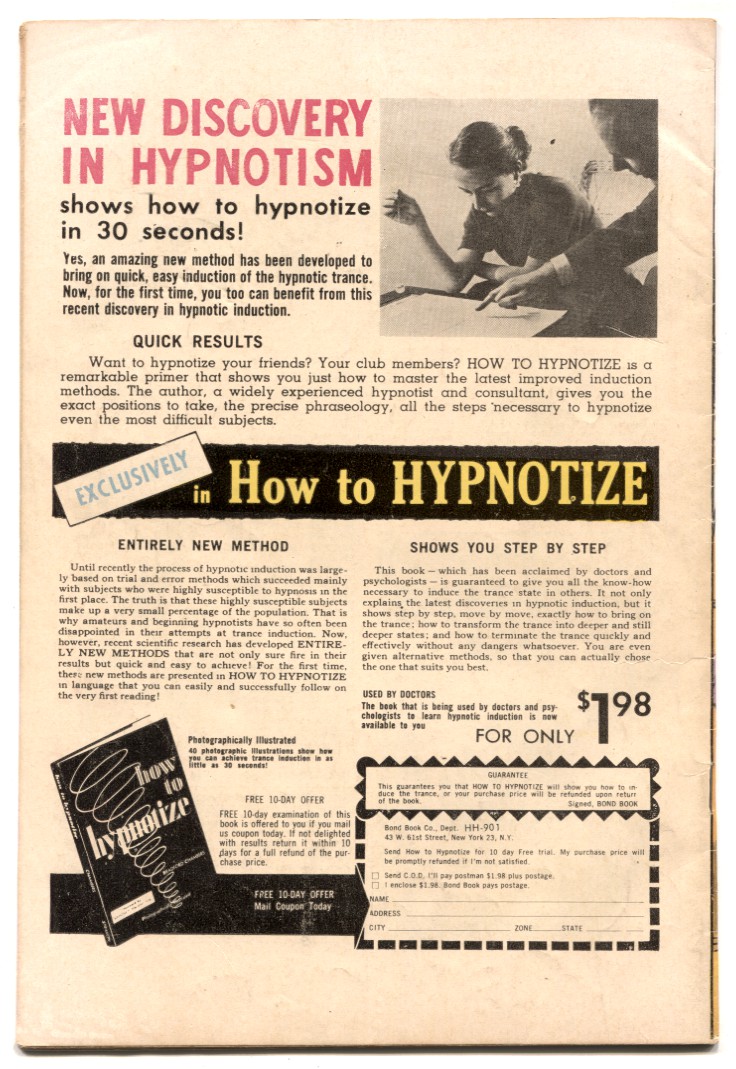 NEW DISCOVERY
IN HYPNOTISM
shows how to hypnotize
in 30 seconds!
Yes, an amazing new method has been developed to
bring on quick, easy induction of the hypnotic trance.
Now, for the first time, you too can benefit from this
recent discovery in hypnotic induction.
QUICK RESULTS
Want to hypnotize your friends? Your club members? HOW TO HYPNOTIZE is a
remarkable primer that shows you just how to master the latest improved induction
methods. The author, a widely experienced hypnotist and consultant, gives you the
exact positions to take, the precise phraseology, all the steps necessary to hypnotize
even the most difficult subjects.
EXCLUSIVELY
in How to HYPNOTIZE
ENTIRELY NEW METHOD
Until recently the process of hypnotic induction was large-
ly based on trial and error methods which succeeded mainly
with subjects who were highly susceptible to hypnosis in the
first place. The truth is that these highly susceptible subjects
make up a very small percentage of the population. That is
why amateurs and beginning hypnotists have so often been
disappointed in their attempts at trance induction. Now,
however, recent scientific research has developed ENTIRE-
LY NEW METHODS that are not only sure fire in their
results but quick and easy to achieve! For the first time,
these new methods are presented in HOW TO HYPNOTIZE
in language that you can easily and successfully follow on
the very first reading!
SHOWS YOU STEP BY STEP
This book — which has been acclaimed by doctors and
psychologists — is guaranteed to give you all the know-how
necessary to induce the trance state in others. It not only
explains the latest discoveries in hypnotic induction, but it
shows step by step, move by move, exactly how to bring on
the trance; how to transform the trance into deeper and still
deeper states; and how to terminate the trance quickly and
effectively without any dangers whatsoever. You are even
given alternative methods, so that you can actually chose
the one that suits you best.
USED BY DOCTORS
The book that is being used by doctors and psy-
chologists to learn hypnotic induction is now
available to you
FOR ONLY $1.98
how
to
hypnotize
how to hypnotize
Photographically Illustrated
40 photographic illustrations show how
you can achieve trance induction in as
little as 30 seconds!
FREE 10-DAY OFFER
FREE 10-day examination of this
book is offered to you if you mail
us coupon today. If not delighted
with results return it within 10
days for a full refund of the pur-
chase price.
FREE 10-DAY OFFER
Mail Coupon Today
GUARANTEE
This guarantees you that HOW TO HYPNOTIZE will show you how to in-
duce the trance, or your purchase price will be refunded upon return
of the book. Signed, BOND BOOK
Bond Book Co., Dept. HH-901
43 W. 61st Street, New York 23, N.Y.
Send How to Hypnotize for 10 day Free trial. My purchase price will
be promptly refunded if I'm not satisfied.
Send C.O.D. I'll pay postman $1.98 plus postage.
I enclose $1.98. Bond Book pays postage.
NAME
ADDRESS
CITY ZONE STATE